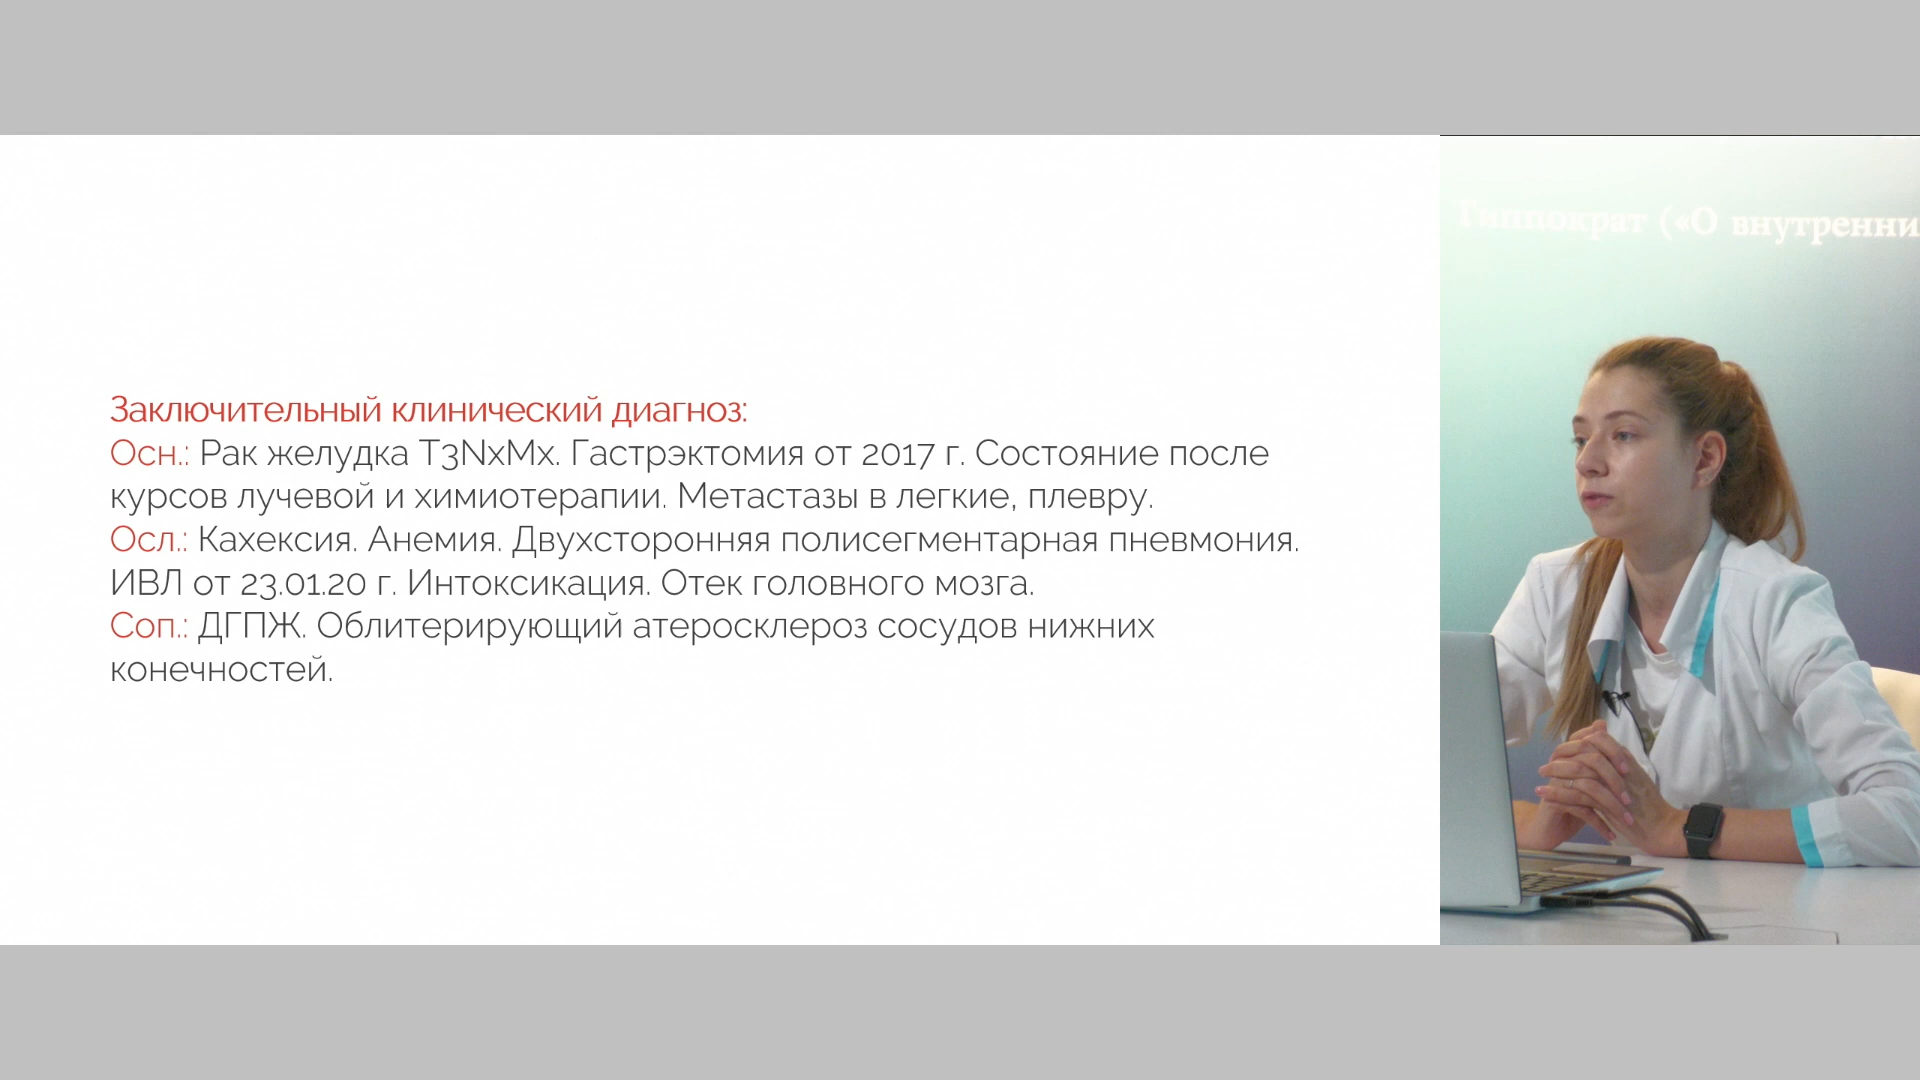 Заключительный клинический диагноз:
Осн.: Рак желудка T3NxMx. Гастрэктомия от 2017 г. Состояние после
курсов лучевой и химиотерапии. Метастазы в легкие, плевру.
Осл.: Кахексия. Анемия. Двухсторонняя полисегментарная пневмония.
ИВЛ от 23.01.20 г. Интоксикация. Отек головного мозга.
Соп.: ДГПЖ. Облитерирующий атеросклероз сосудов нижних
конечностей.
Гиппократ («О внутренни